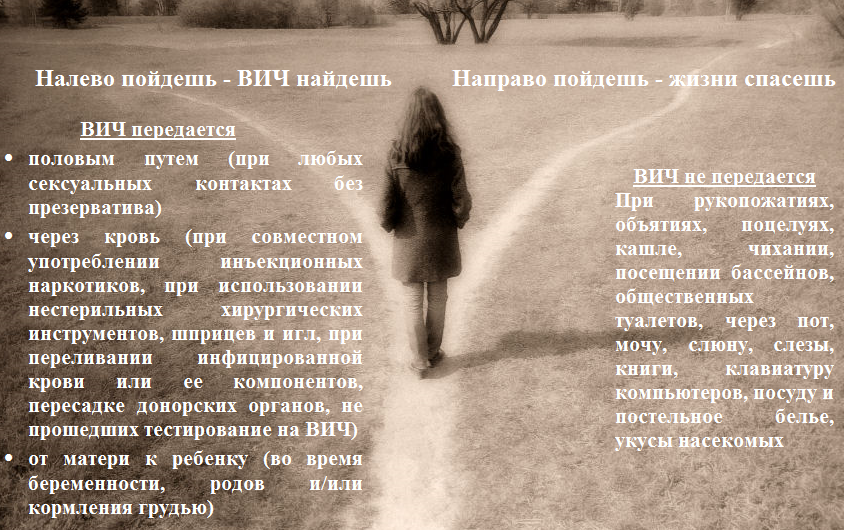 Налево пойдешь - ВИЧ найдешь
Направо пойдешь - жизни спасешь
ВИЧ передается
• половым путем (при любых
сексуальных контактах без
презерватива)
• через кровь (при совместном
употреблении инъекционных
наркотиков, при использовании
нестерильных хирургических
инструментов, шприцев и игл, при
переливании инфицированной
крови или ее компонентов,
пересадке донорских органов, не
прошедших тестирование на ВИЧ)
• от матери к ребенку (во время
беременности, родов и/или
кормления грудью)
ВИЧ не передается
При рукопожатиях,
объятиях, поцелуях,
кашле, чихании,
посещении бассейнов,
общественных
туалетов, через пот,
мочу, слюну, слезы,
книги, клавиатуру
компьютеров, посуду и
постельное белье,
укусы насекомых